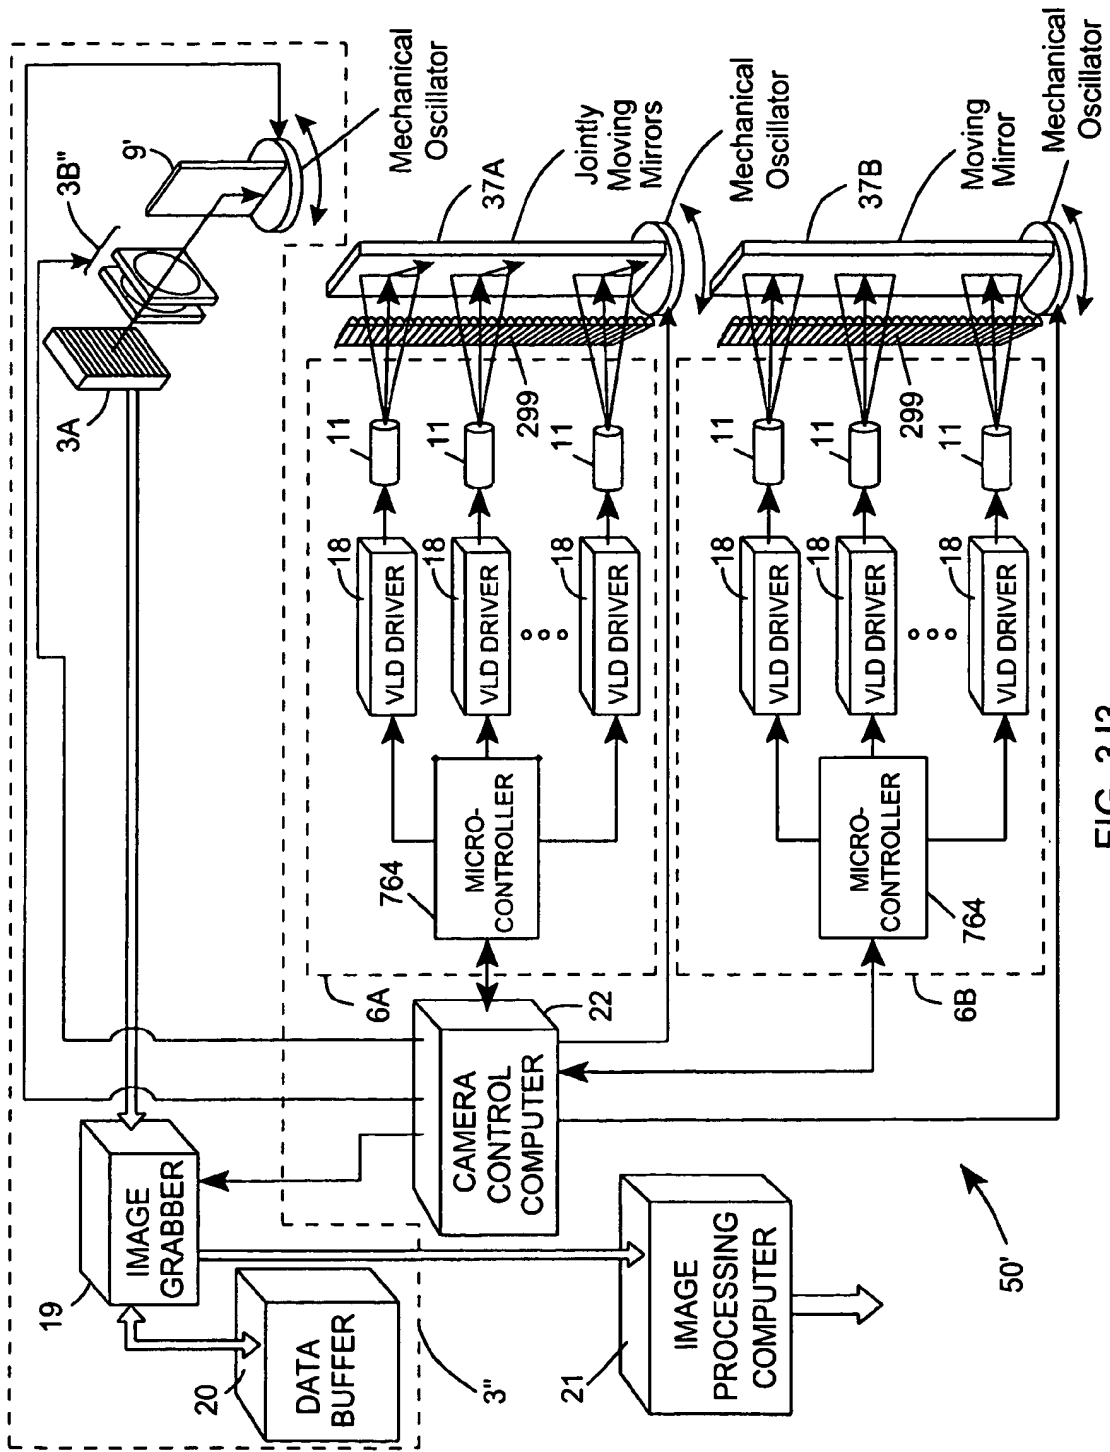 19
IMAGE
GRABBER
20
DATA
BUFFER
3"
3A
3B"
9'
Mechanical
Oscillator
6A
764
MICRO-
CONTROLLER
18
VLD DRIVER
11
18
VLD DRIVER
11
299
18
VLD DRIVER
11
37A
Jointly
Moving
Mirrors
Mechanical
Oscillator
22
CAMERA
CONTROL
COMPUTER
21
IMAGE
PROCESSING
COMPUTER
6B
764
MICRO-
CONTROLLER
18
VLD DRIVER
11
18
VLD DRIVER
11
299
18
VLD DRIVER
11
37B
Moving
Mirror
Mechanical
Oscillator
50'
FIG. 3J3